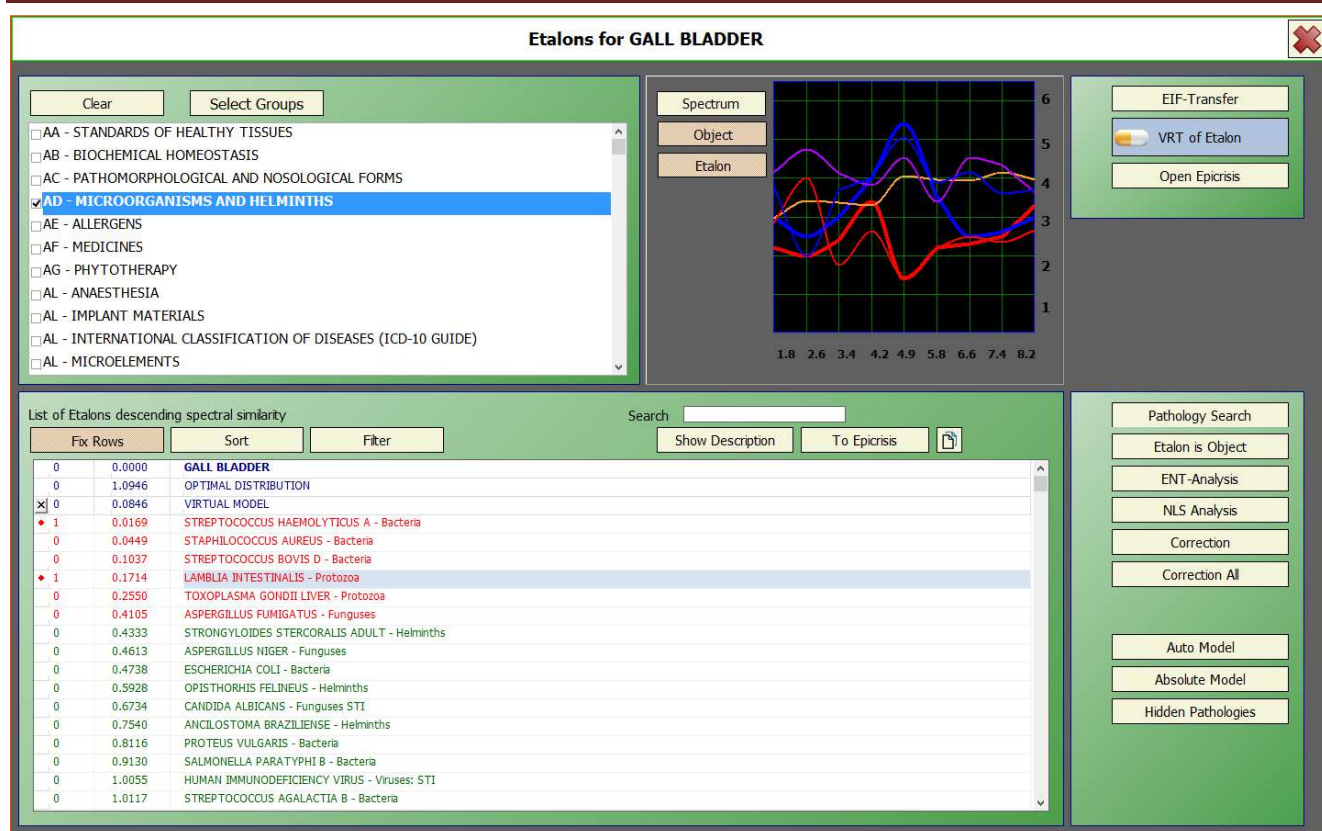 Etalons for GALL BLADDER
Clear
Select Groups
AA - STANDARDS OF HEALTHY TISSUES
AB - BIOCHEMICAL HOMEOSTASIS
AC - PATHOMORPHOLOGICAL AND NOSOLOGICAL FORMS
AD - MICROORGANISMS AND HELMINTHS
AE - ALLERGENS
AF - MEDICINES
AG - PHYTOTHERAPY
AL - ANAESTHESIA
AL - IMPLANT MATERIALS
AL - INTERNATIONAL CLASSIFICATION OF DISEASES (ICD-10 GUIDE)
AL - MICROELEMENTS
Spectrum
Object
Etalon
6
5
4
3
2
1
1.8 2.6 3.4 4.2 4.9 5.8 6.6 7.4 8.2
EIF-Transfer
VRT of Etalon
Open Epicrisis
List of Etalons descending spectral similarity
Search
Fix Rows
Sort
Filter
Show Description
To Epicrisis
0 0.0000 GALL BLADDER
0 1.0946 OPTIMAL DISTRIBUTION
0 0.0846 VIRTUAL MODEL
1 0.0169 STREPTOCOCCUS HAEMOLYTICUS A - Bacteria
0 0.0449 STAPHILOCOCCUS AUREUS - Bacteria
0 0.1037 STREPTOCOCCUS BOVIS D - Bacteria
1 0.1714 LAMBLIA INTESTINALIS - Protozoa
0 0.2550 TOXOPLASMA GONDII LIVER - Protozoa
0 0.4105 ASPERGILLUS FUMIGATUS - Funguses
0 0.4333 STRONGYLOIDES STERCORALIS ADULT - Helminths
0 0.4613 ASPERGILLUS NIGER - Funguses
0 0.4738 ESCHERICHIA COLI - Bacteria
0 0.5928 OPISTHORHIS FELINEUS - Helminths
0 0.6734 CANDIDA ALBICANS - Funguses STI
0 0.7540 ANCILOSTOMA BRAZILIENSE - Helminths
0 0.8116 PROTEUS VULGARIS - Bacteria
0 0.9130 SALMONELLA PARATYPHI B - Bacteria
0 1.0055 HUMAN IMMUNODEFICIENCY VIRUS - Viruses: STI
0 1.0117 STREPTOCOCCUS AGALACTIA B - Bacteria
Pathology Search
Etalon is Object
ENT-Analysis
NLS Analysis
Correction
Correction All
Auto Model
Absolute Model
Hidden Pathologies